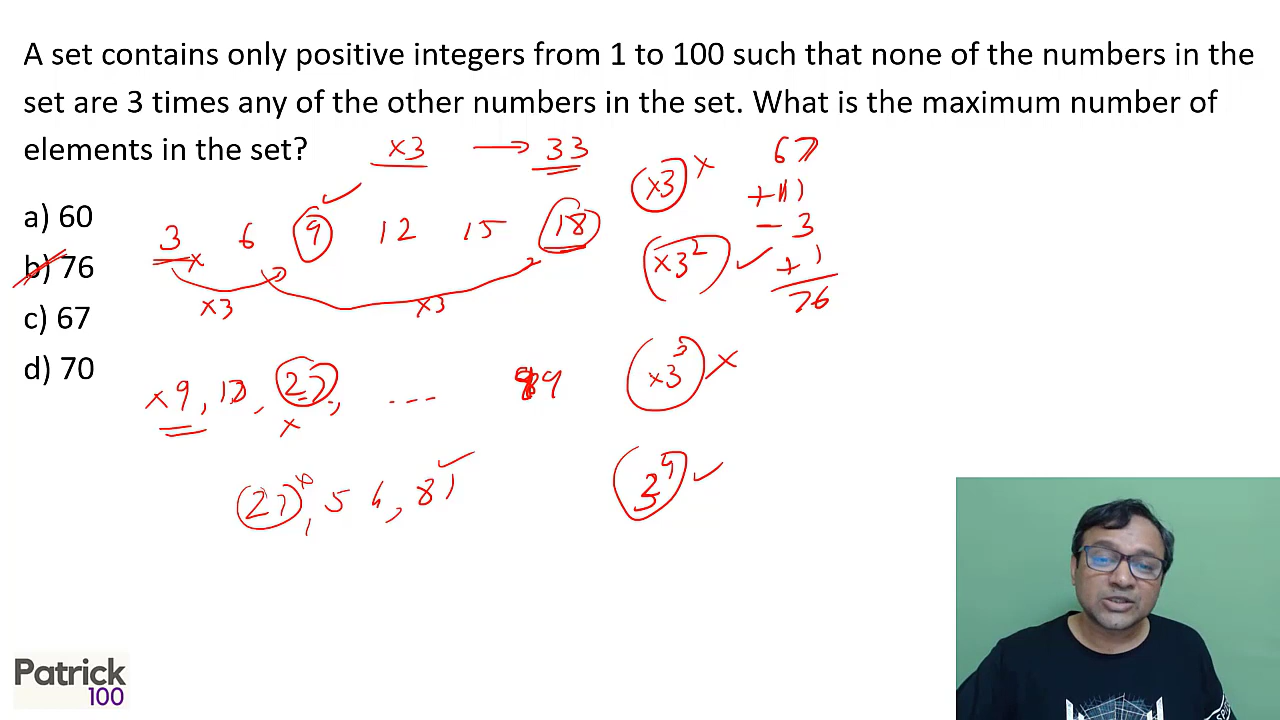 A set contains only positive integers from 1 to 100 such that none of the numbers in the
set are 3 times any of the other numbers in the set. What is the maximum number of
elements in the set?
×3 → 33
×3 x
67
+11
- 3
+1
76
a) 60
b) 76
c) 67
d) 70
3 x 6 9 ✓ 12 15 18
×3 ×3
×3² ✓
×9, 18, 27, ... 99
x
×3³ x
27 x, 54, 81 ✓
3⁴ ✓
Patrick
100